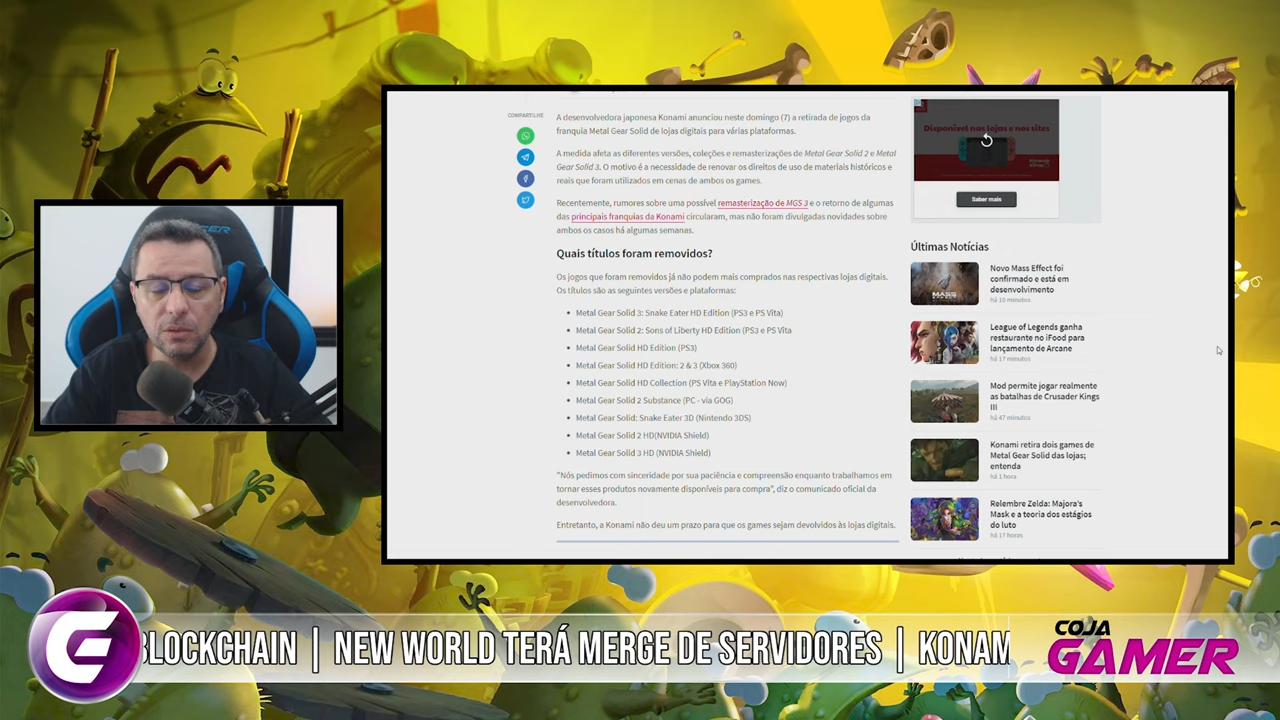 COMPARTILHE
A desenvolvedora japonesa Konami anunciou neste domingo (7) a retirada de jogos da
franquia Metal Gear Solid de lojas digitais para várias plataformas.
A medida afeta as diferentes versões, coleções e remasterizações de Metal Gear Solid 2 e Metal
Gear Solid 3. O motivo é a necessidade de renovar os direitos de uso de materiais históricos e
reais que foram utilizados em cenas de ambos os games.
Recentemente, rumores sobre uma possível remasterização de MGS 3 e o retorno de algumas
das principais franquias da Konami circularam, mas não foram divulgadas novidades sobre
ambos os casos há algumas semanas.
Quais títulos foram removidos?
Os jogos que foram removidos já não podem mais comprados nas respectivas lojas digitais.
Os títulos são as seguintes versões e plataformas:
• Metal Gear Solid 3: Snake Eater HD Edition (PS3 e PS Vita)
• Metal Gear Solid 2: Sons of Liberty HD Edition (PS3 e PS Vita
• Metal Gear Solid HD Edition (PS3)
• Metal Gear Solid HD Edition: 2 & 3 (Xbox 360)
• Metal Gear Solid HD Collection (PS Vita e PlayStation Now)
• Metal Gear Solid 2 Substance (PC - via GOG)
• Metal Gear Solid: Snake Eater 3D (Nintendo 3DS)
• Metal Gear Solid 2 HD(NVIDIA Shield)
• Metal Gear Solid 3 HD (NVIDIA Shield)
"Nós pedimos com sinceridade por sua paciência e compreensão enquanto trabalhamos em
tornar esses produtos novamente disponíveis para compra", diz o comunicado oficial da
desenvolvedora.
Entretanto, a Konami não deu um prazo para que os games sejam devolvidos às lojas digitais.
Disponível nas lojas e nos sites
Saber mais
Últimas Notícias
Novo Mass Effect foi
confirmado e está em
desenvolvimento
há 10 minutos
League of Legends ganha
restaurante no iFood para
lançamento de Arcane
há 17 minutos
Mod permite jogar realmente
as batalhas de Crusader Kings
III
há 47 minutos
Konami retira dois games de
Metal Gear Solid das lojas;
entenda
há 1 hora
Relembre Zelda: Majora's
Mask e a teoria dos estágios
do luto
há 17 horas
BLOCKCHAIN | NEW WORLD TERÁ MERGE DE SERVIDORES | KONAM
COJA
GAMER